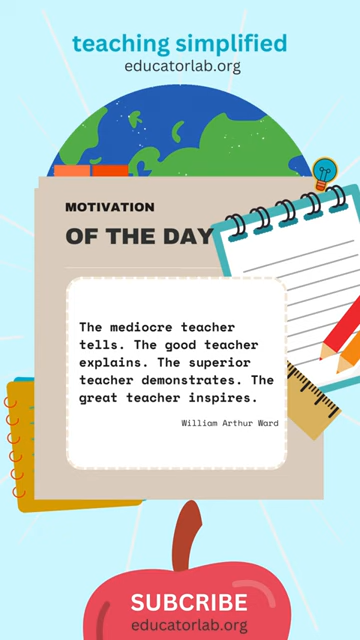 teaching simplified
educatorlab.org
MOTIVATION
OF THE DAY
The mediocre teacher
tells. The good teacher
explains. The superior
teacher demonstrates. The
great teacher inspires.
William Arthur Ward
SUBCRIBE
educatorlab.org